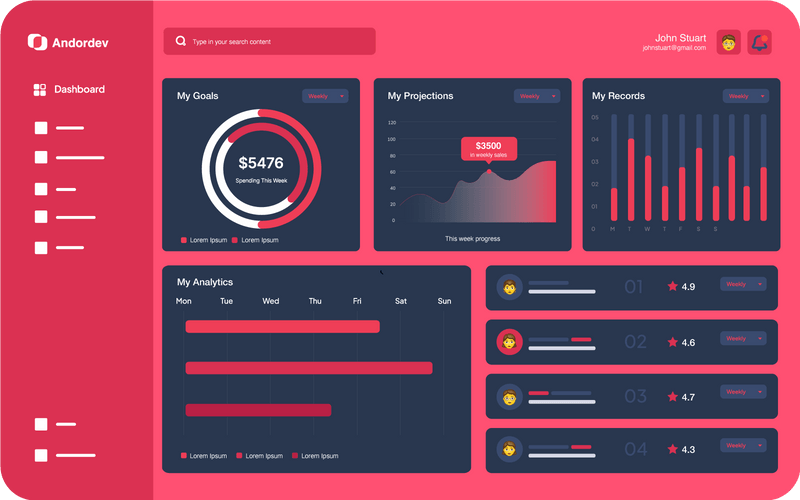 Andordev
Type in your search content
John Stuart
johnstuart@gmail.com
Dashboard
My Goals
Weekly
$5476
Spending This Week
Lorem Ipsum
Lorem Ipsum
My Projections
Weekly
120
100
80
60
40
20
0
$3500
in weekly sales
This week progress
My Records
Weekly
05
04
03
02
01
0
M T W T F S S
My Analytics
Mon Tue Wed Thu Fri Sat Sun
Lorem Ipsum
Lorem Ipsum
Lorem Ipsum
01 4.9 Weekly
02 4.6 Weekly
03 4.7 Weekly
04 4.3 Weekly